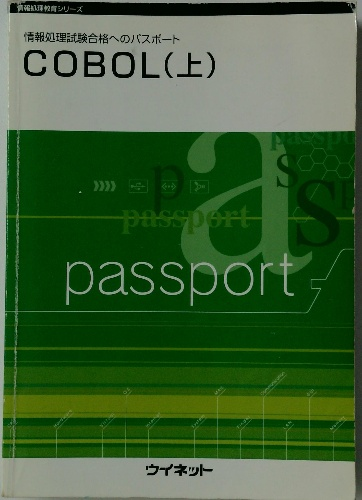 情報処理教育シリーズ
情報処理試験合格へのパスポート
COBOL(上)
passport
a
s
p
s
passport
passport
ウイネット